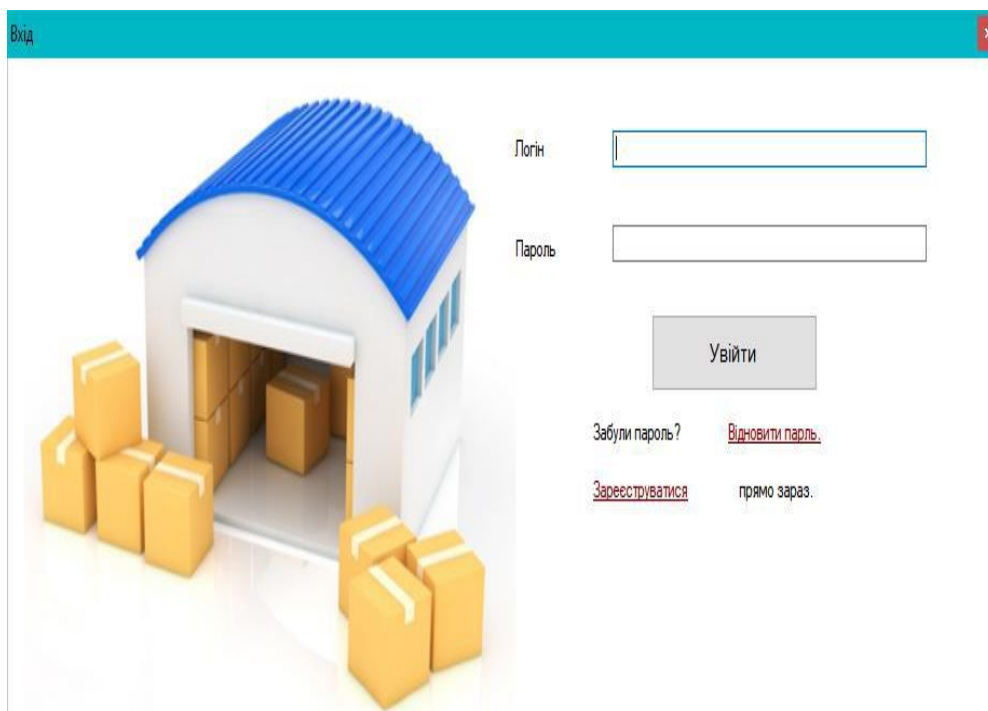 Вхід
Логін
Пароль
Увійти
Забули пароль? Відновити парль.
Зареєструватися прямо зараз.